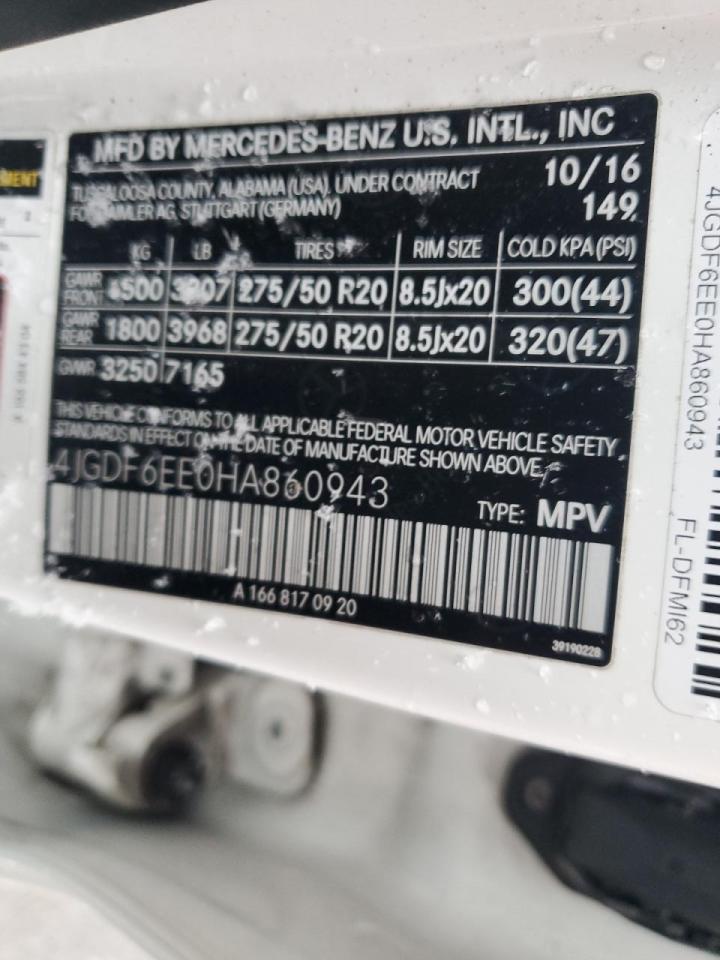 MFD BY MERCEDES-BENZ U.S. INTL., INC
TUSCALOOSA COUNTY, ALABAMA (USA), UNDER CONTRACT 10/16
FOR DAIMLER AG, STUTTGART (GERMANY) 149
KG LB TIRES RIM SIZE COLD KPA (PSI)
GAWR FRONT 1500 3307 275/50 R20 8.5Jx20 300(44)
GAWR REAR 1800 3968 275/50 R20 8.5Jx20 320(47)
GVWR 3250 7165
THIS VEHICLE CONFORMS TO ALL APPLICABLE FEDERAL MOTOR VEHICLE SAFETY
STANDARDS IN EFFECT ON THE DATE OF MANUFACTURE SHOWN ABOVE.
4JGDF6EE0HA860943 TYPE: MPV
A 166 817 09 20
39190228
4JGDF6EE0HA860943
FL-DFMI62
MENT